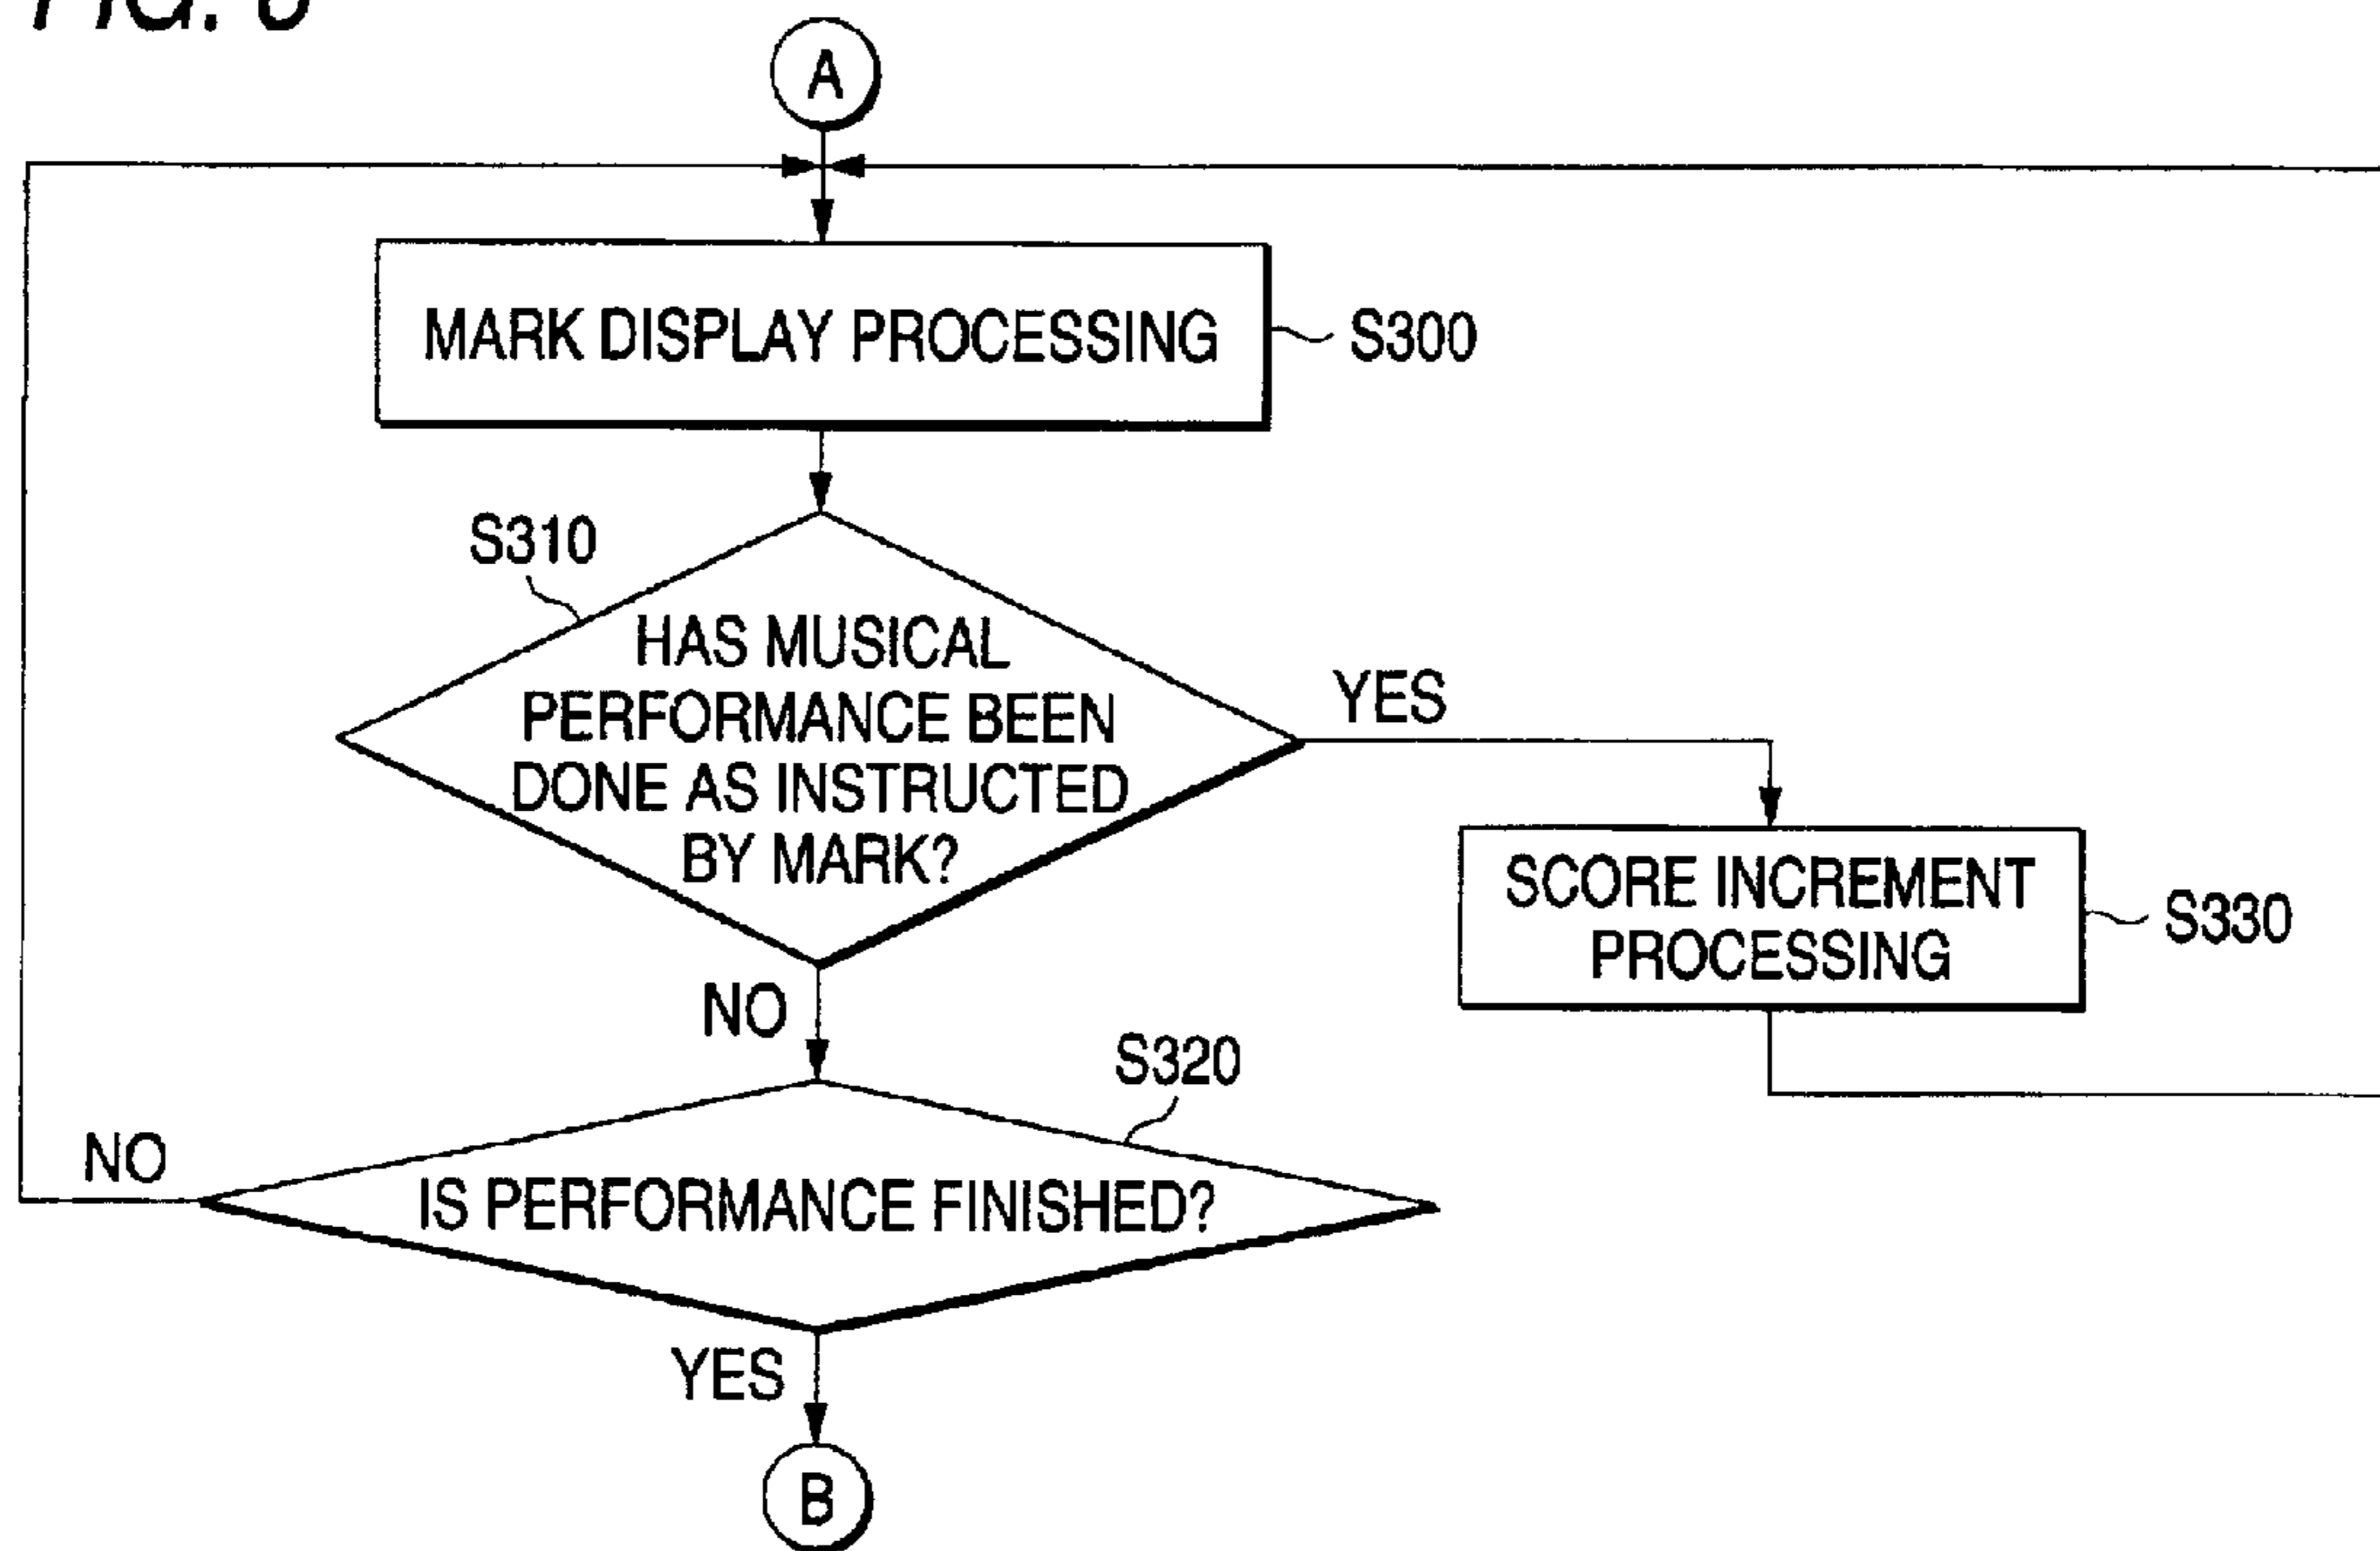 FIG.
A
MARK DISPLAY PROCESSING
S300
S310
HAS MUSICAL
PERFORMANCE BEEN
DONE AS INSTRUCTED
BY MARK?
YES
SCORE INCREMENT
PROCESSING
S330
NO
S320
NO
IS PERFORMANCE FINISHED?
YES
B